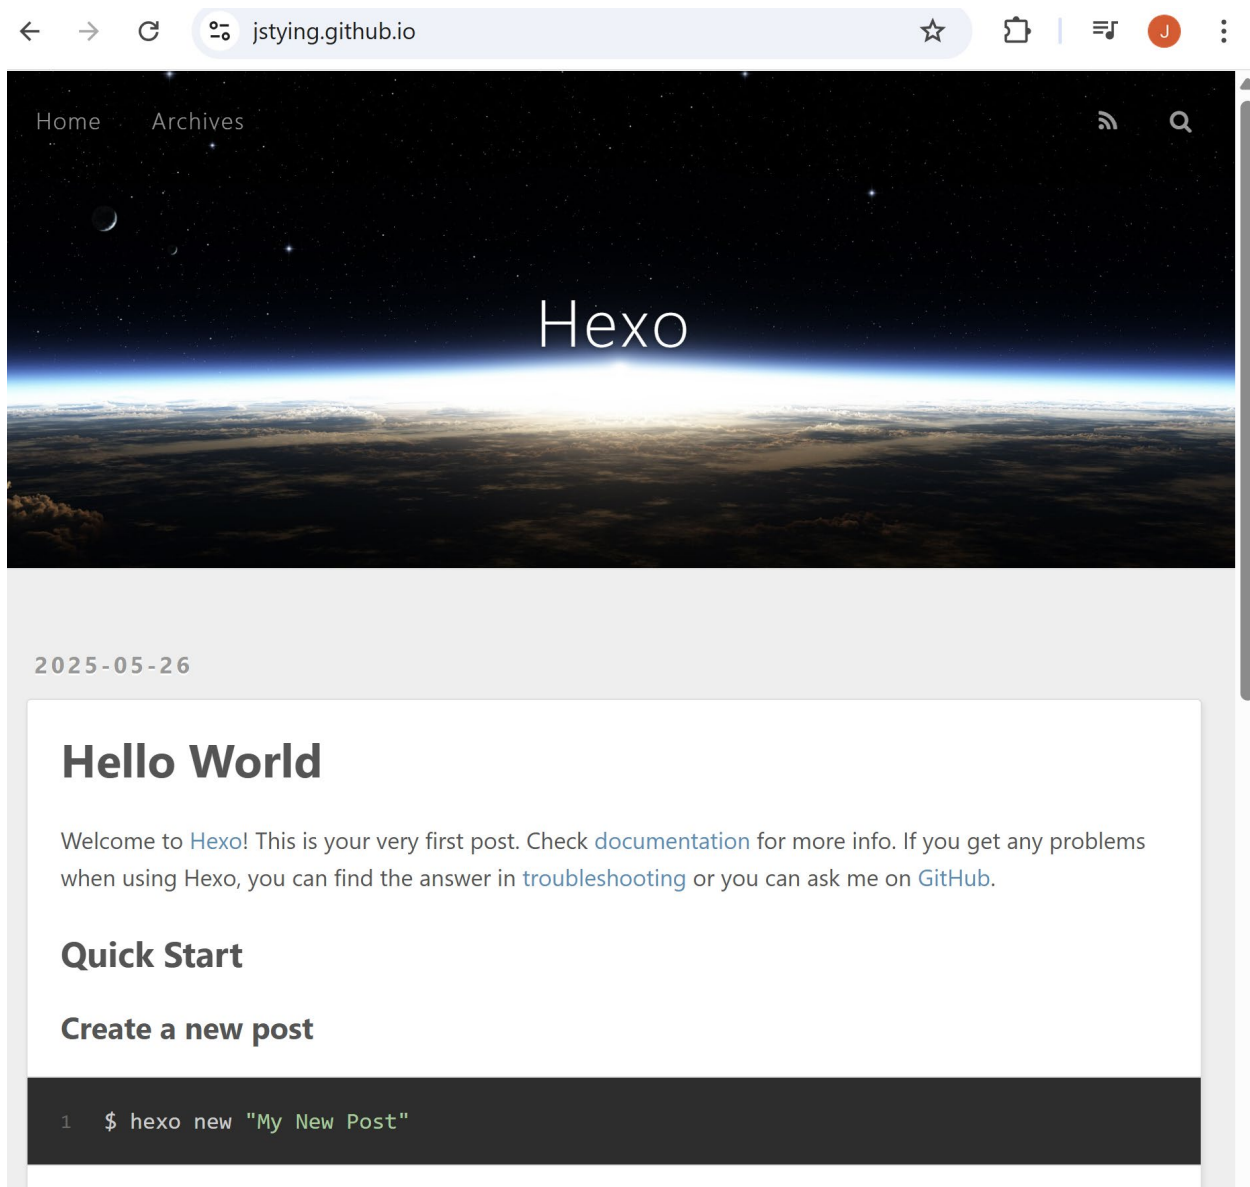 jstying.github.io
J
Home Archives
Hexo
2025-05-26
Hello World
Welcome to Hexo! This is your very first post. Check documentation for more info. If you get any problems
when using Hexo, you can find the answer in troubleshooting or you can ask me on GitHub.
Quick Start
Create a new post
1 $ hexo new "My New Post"